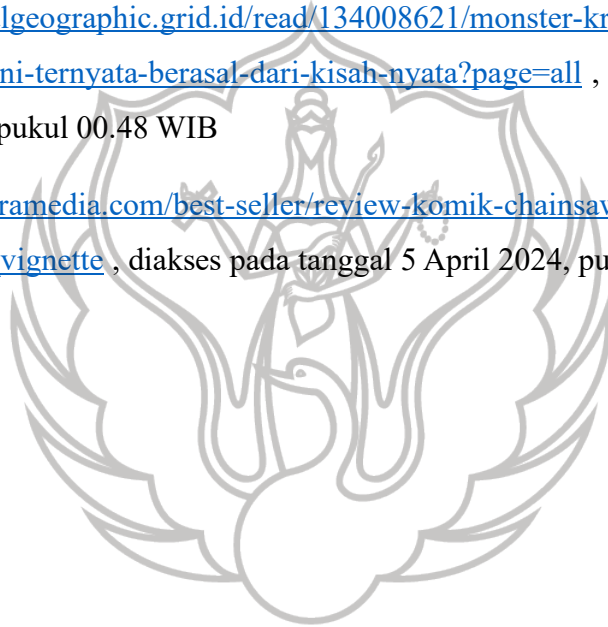 lgeographic.grid.id/read/134008621/monster-kr
ni-ternyata-berasal-dari-kisah-nyata?page=all ,
pukul 00.48 WIB
ramedia.com/best-seller/review-komik-chainsaw
vignette , diakses pada tanggal 5 April 2024, pu